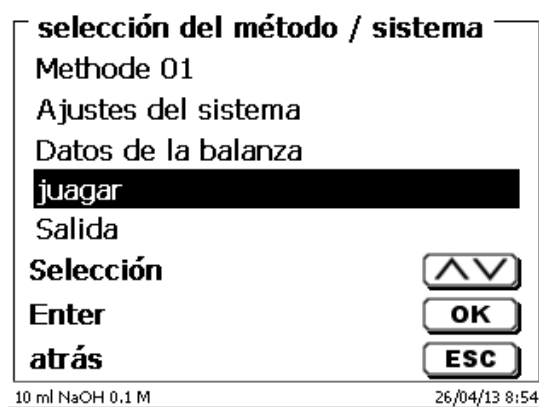 selección del método / sistema
Methode 01
Ajustes del sistema
Datos de la balanza
juagar
Salida
Selección
Enter OK
atrás ESC
10 ml NaOH 0.1 M 26/04/13 8:54